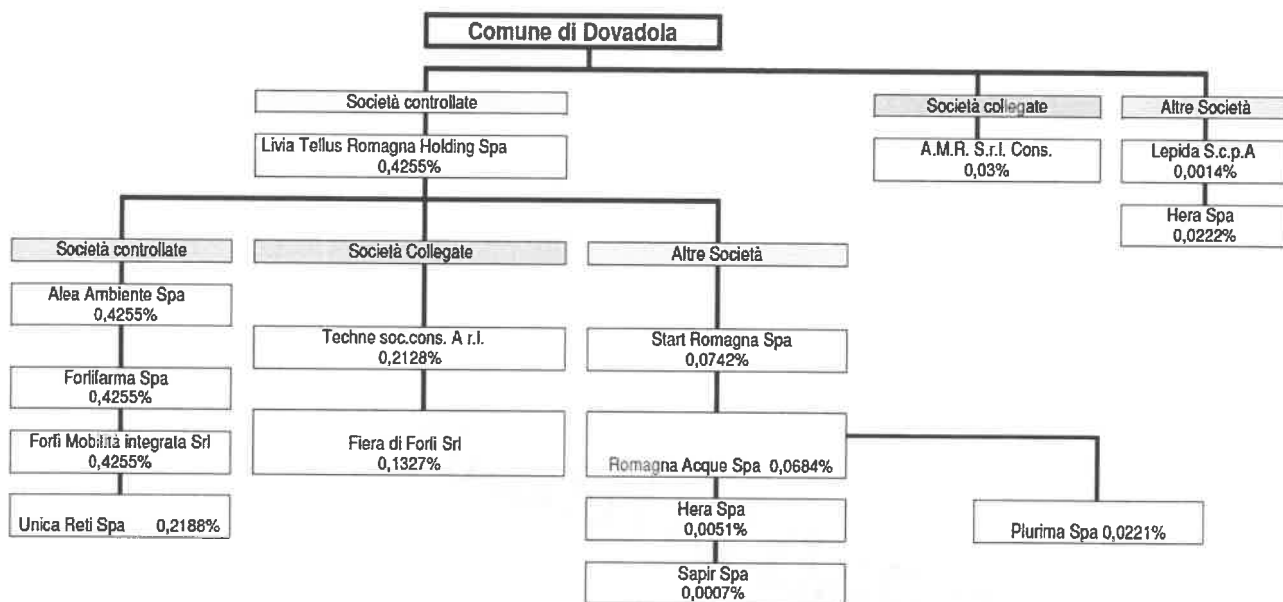 Comune di Dovadola
Società controllate
Livia Tellus Romagna Holding Spa
0,4255%
Società collegate
A.M.R. S.r.l. Cons.
0,03%
Altre Società
Lepida S.c.p.A
0,0014%
Hera Spa
0,0222%
Società controllate
Alea Ambiente Spa
0,4255%
Forlifarma Spa
0,4255%
Forlì Mobilità integrata Srl
0,4255%
Unica Reti Spa 0,2188%
Società Collegate
Techne soc.cons. A r.l.
0,2128%
Fiera di Forlì Srl
0,1327%
Altre Società
Start Romagna Spa
0,0742%
Romagna Acque Spa 0,0684%
Hera Spa
0,0051%
Sapir Spa
0,0007%
Plurima Spa 0,0221%